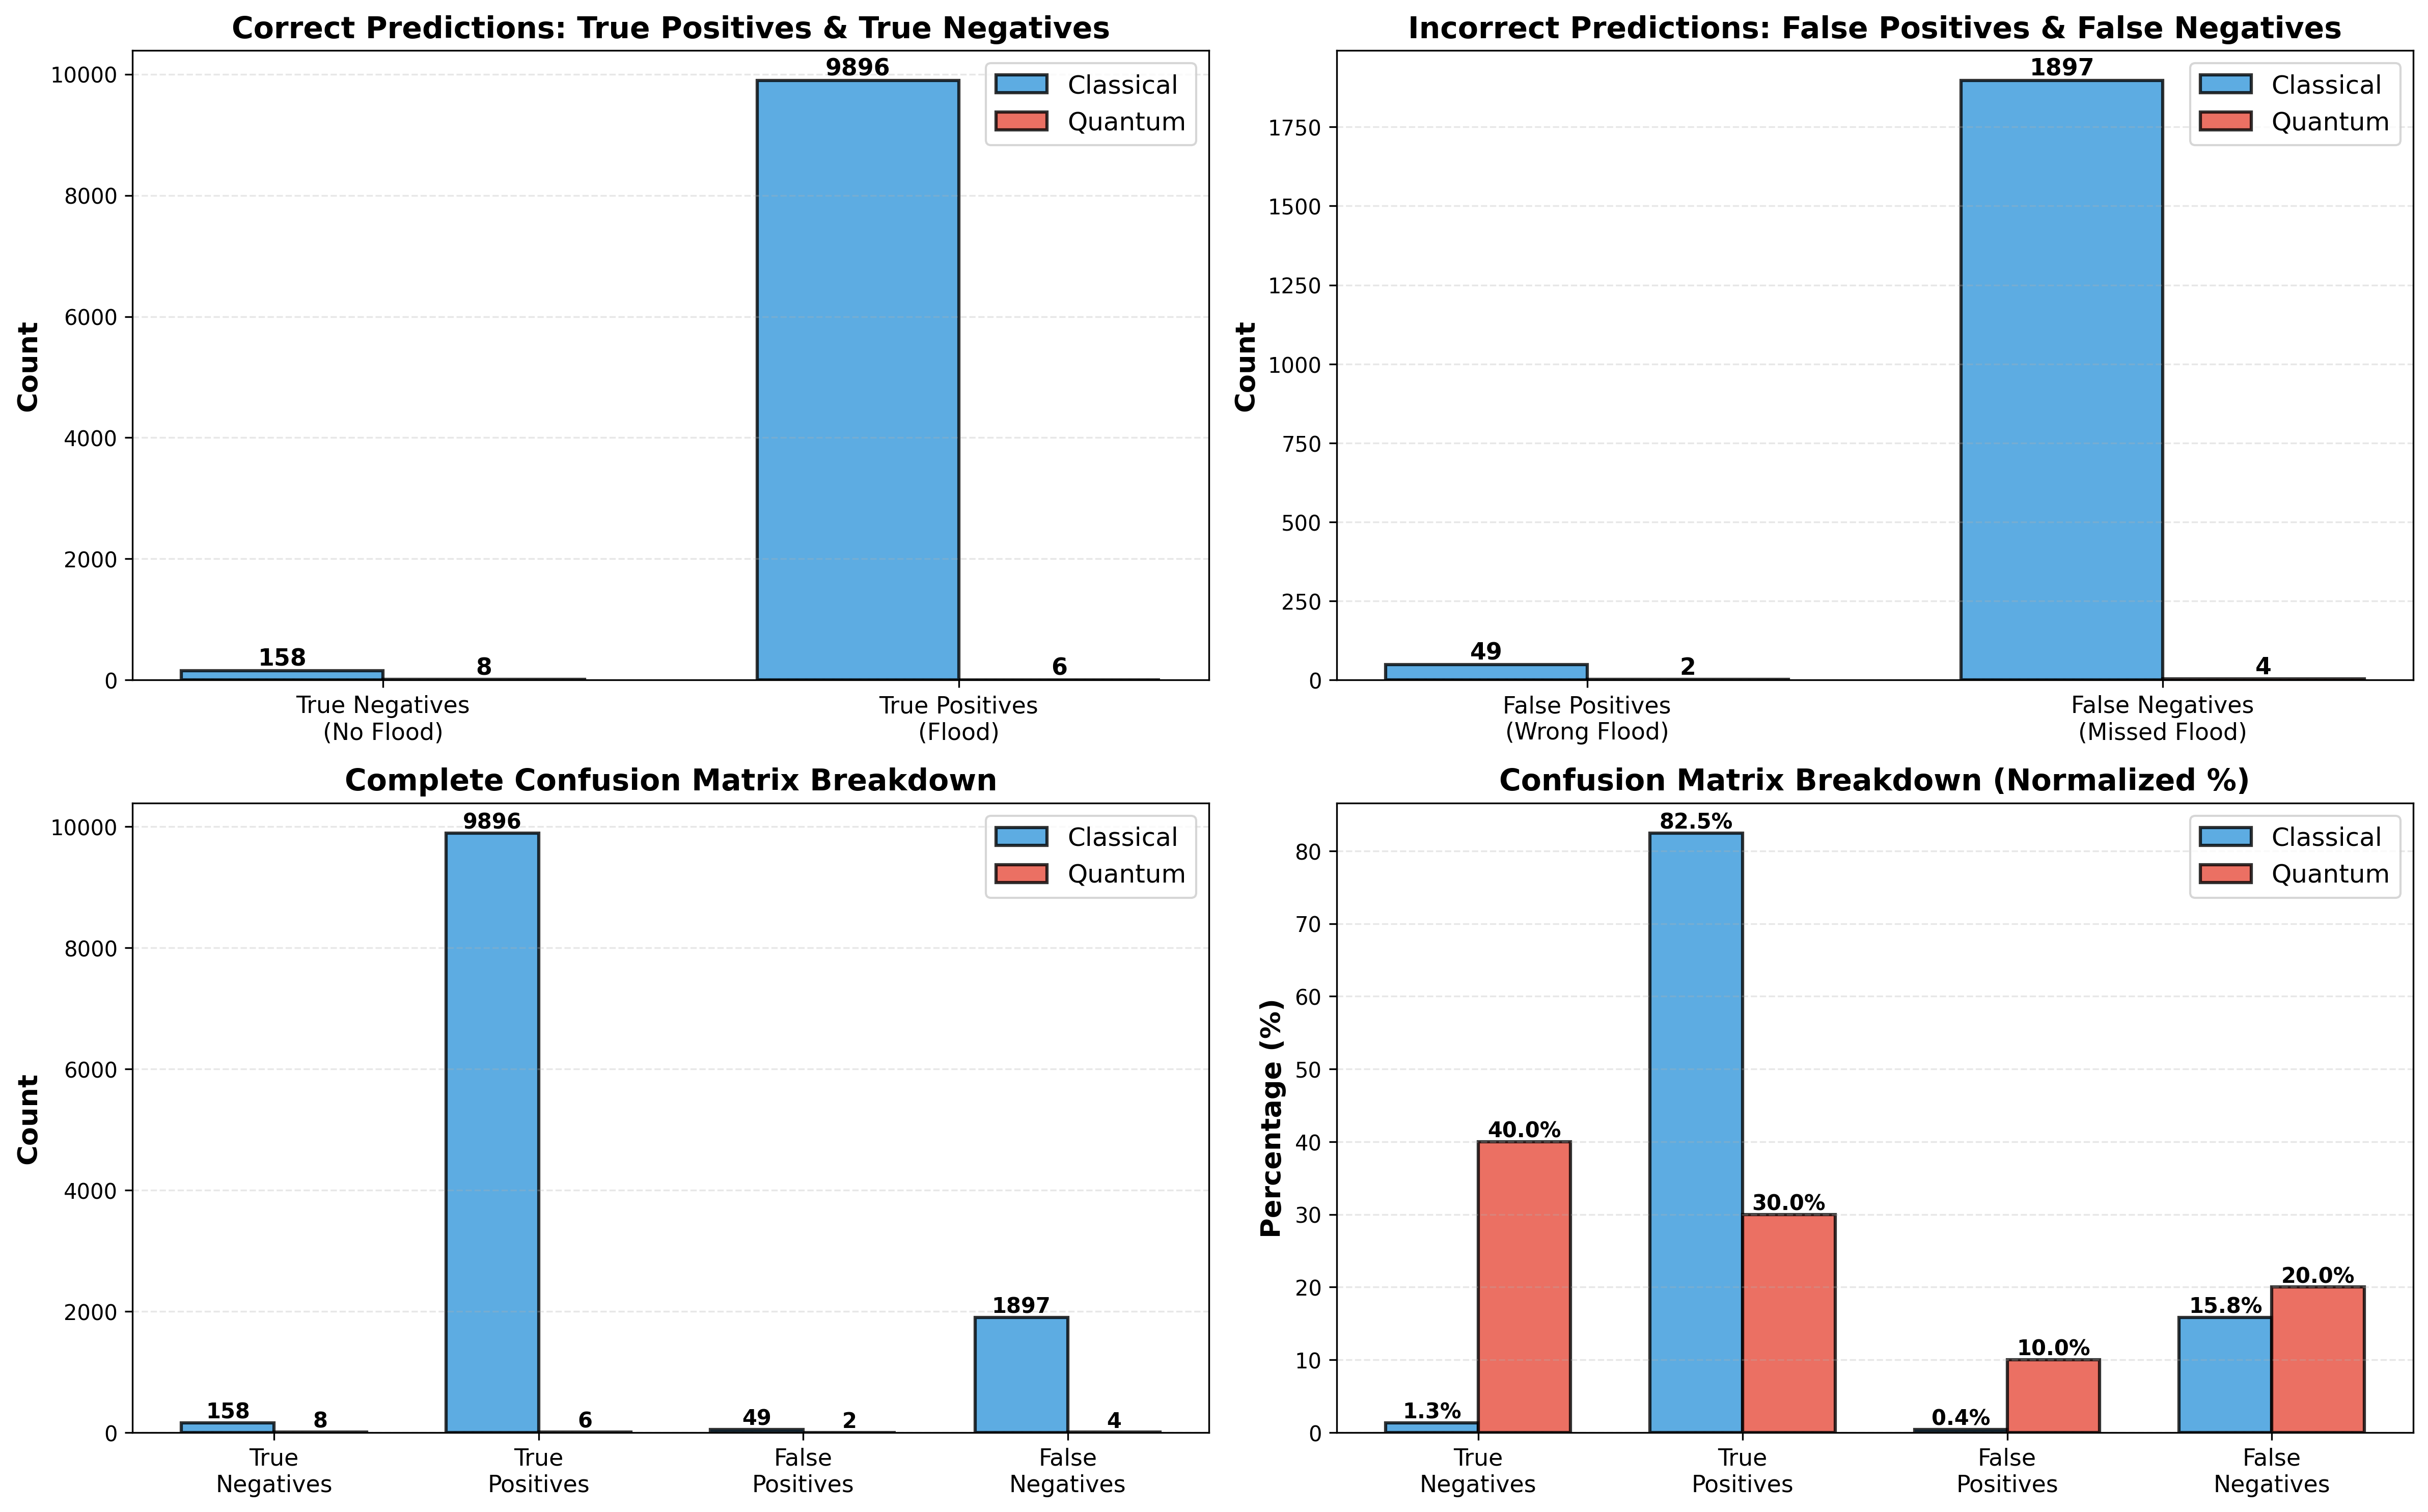 Correct Predictions: True Positives & True Negatives
Count
10000
8000
6000
4000
2000
0
158
8
9896
6
Classical
Quantum
True Negatives
(No Flood)
True Positives
(Flood)
Incorrect Predictions: False Positives & False Negatives
Count
1750
1500
1250
1000
750
500
250
0
49
2
1897
4
Classical
Quantum
False Positives
(Wrong Flood)
False Negatives
(Missed Flood)
Complete Confusion Matrix Breakdown
Count
10000
8000
6000
4000
2000
0
158
8
9896
6
49
2
1897
4
Classical
Quantum
True
Negatives
True
Positives
False
Positives
False
Negatives
Confusion Matrix Breakdown (Normalized %)
Percentage (%)
80
70
60
50
40
30
20
10
0
1.3%
40.0%
82.5%
30.0%
0.4%
10.0%
15.8%
20.0%
Classical
Quantum
True
Negatives
True
Positives
False
Positives
False
Negatives